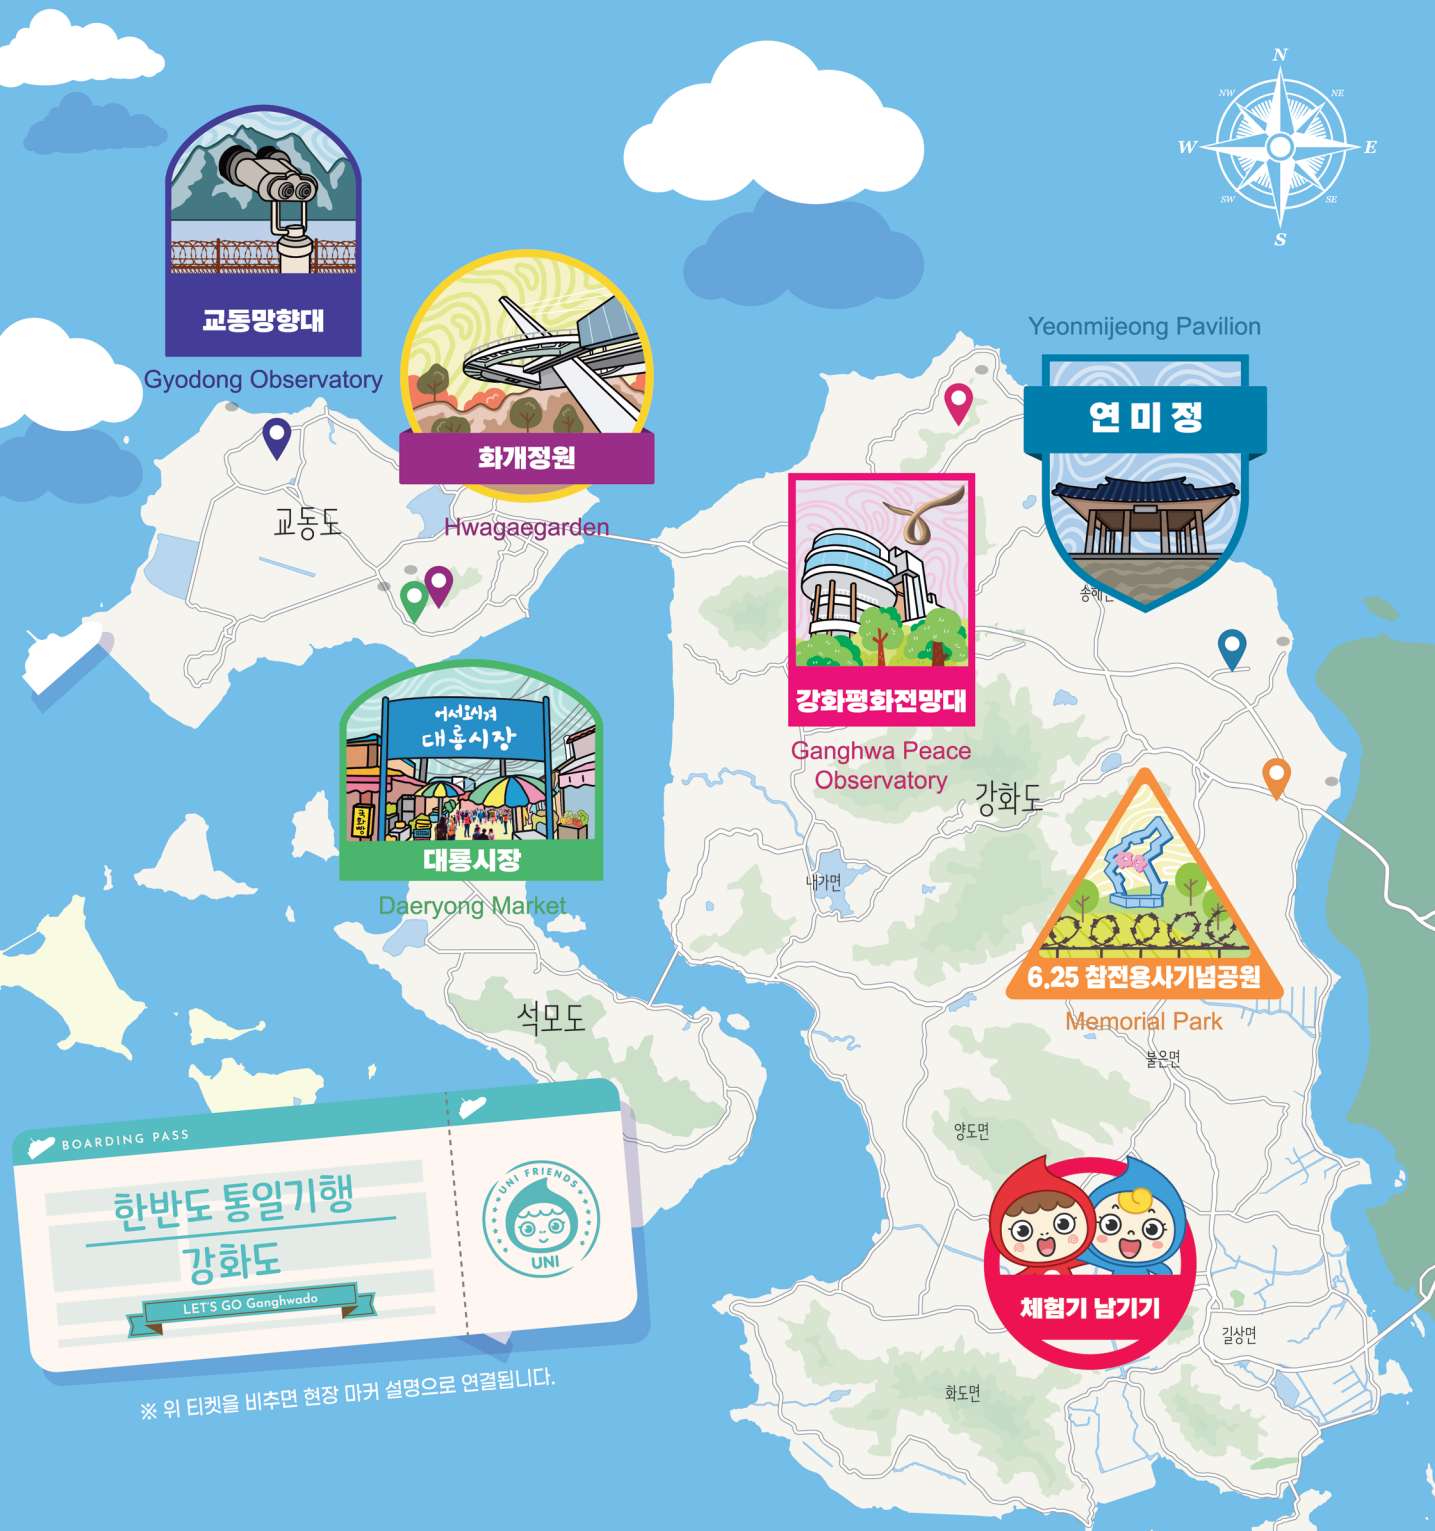 N
NW
NE
W
E
SW
SE
S
교동망향대
Gyodong Observatory
화개정원
Hwagaegarden
Yeonmijeong Pavilion
연미정
교동도
송해면
어서오시겨
대룡시장
국화빵
대룡시장
Daeryong Market
강화평화전망대
Ganghwa Peace
Observatory
강화도
내가면
6.25 참전용사기념공원
Memorial Park
석모도
불은면
양도면
BOARDING PASS
한반도 통일기행
강화도
LET'S GO Ganghwado
UNI FRIENDS
UNI
체험기 남기기
길상면
화도면
※ 위 티켓을 비추면 현장 마커 설명으로 연결됩니다.